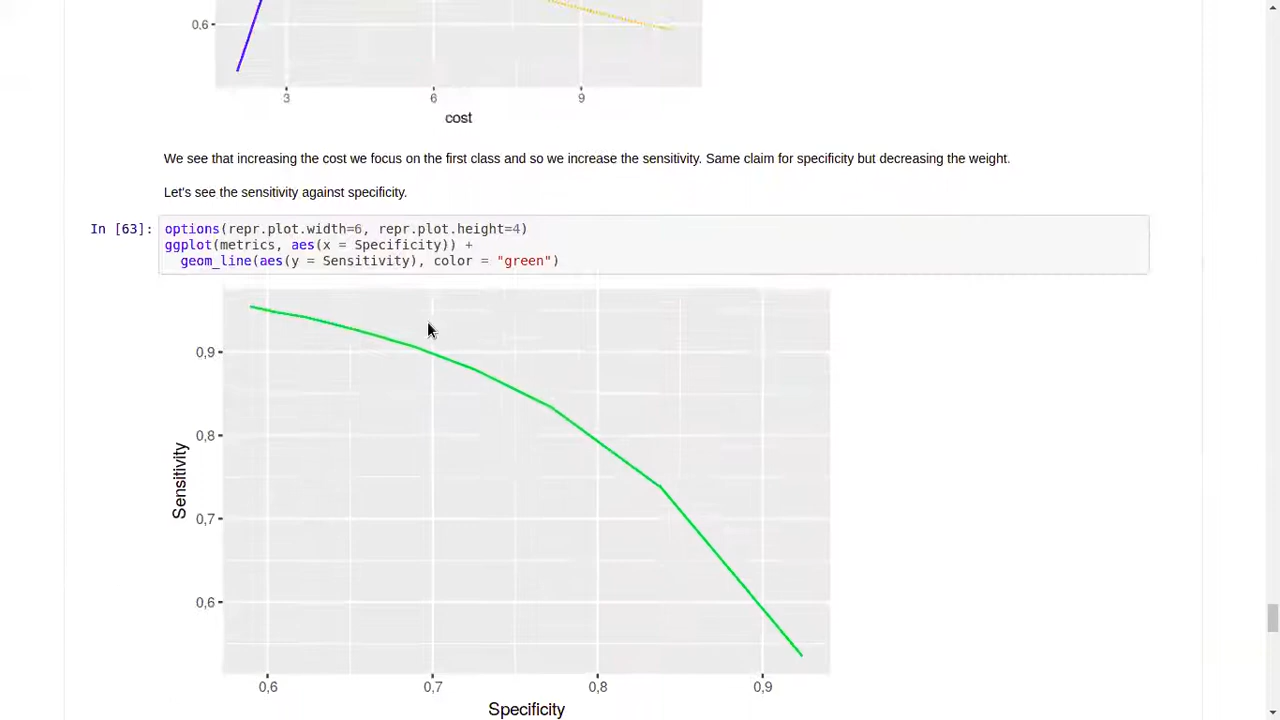 0.6
3 6 9
cost
We see that increasing the cost we focus on the first class and so we increase the sensitivity. Same claim for specificity but decreasing the weight.
Let's see the sensitivity against specificity.
In [63]: options(repr.plot.width=6, repr.plot.height=4)
ggplot(metrics, aes(x = Specificity)) +
geom_line(aes(y = Sensitivity), color = "green")
0,9
0,8
Sensitivity
0,7
0,6
0,6 0,7 0,8 0,9
Specificity